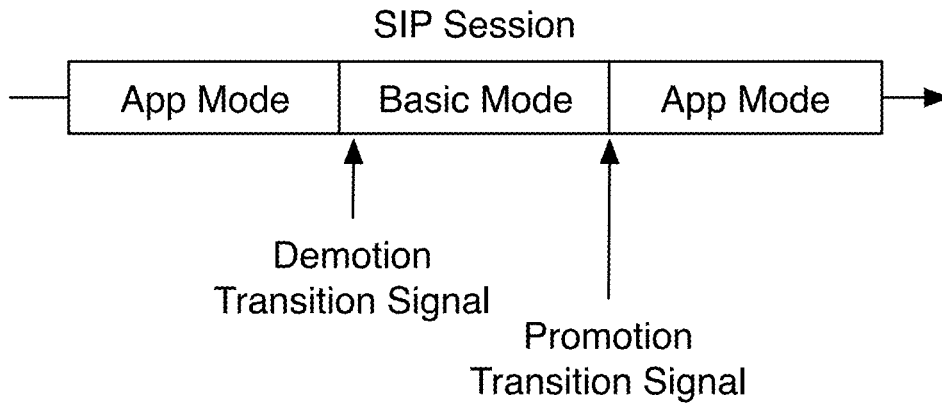 SIP Session
App Mode Basic Mode App Mode
Demotion
Transition Signal
Promotion
Transition Signal